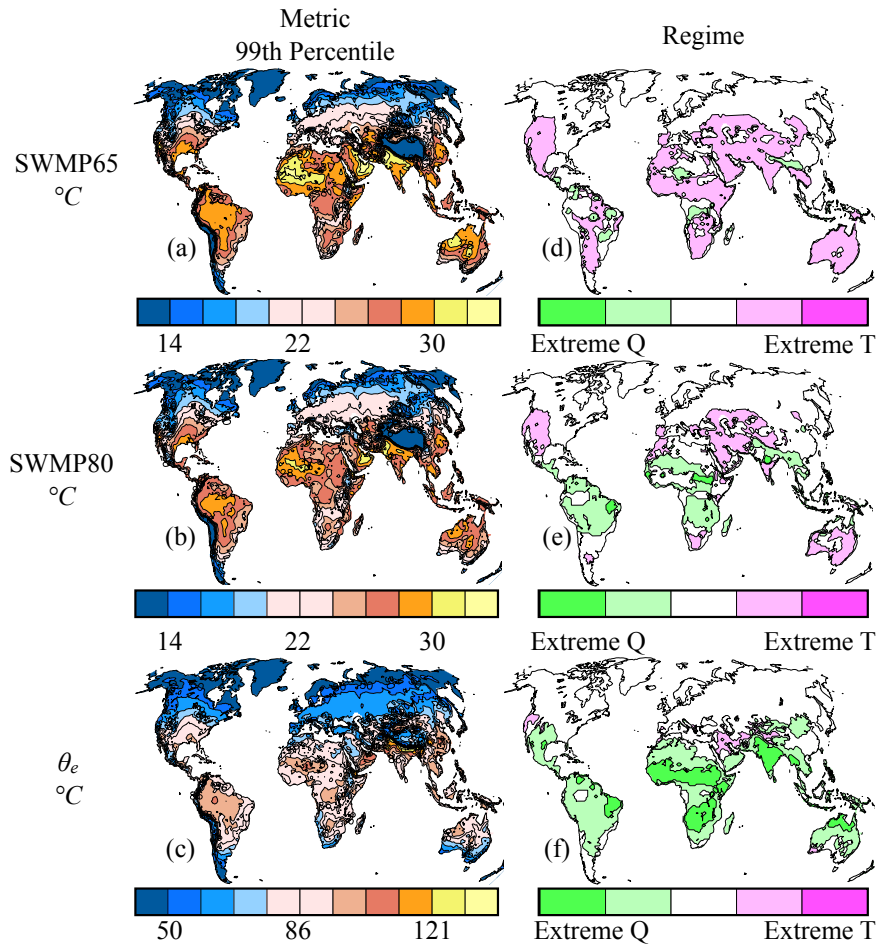 Metric
99th Percentile
Regime
SWMP65
°C
(a)
(d)
14 22 30
Extreme Q Extreme T
SWMP80
°C
(b)
(e)
14 22 30
Extreme Q Extreme T
θe
°C
(c)
(f)
50 86 121
Extreme Q Extreme T